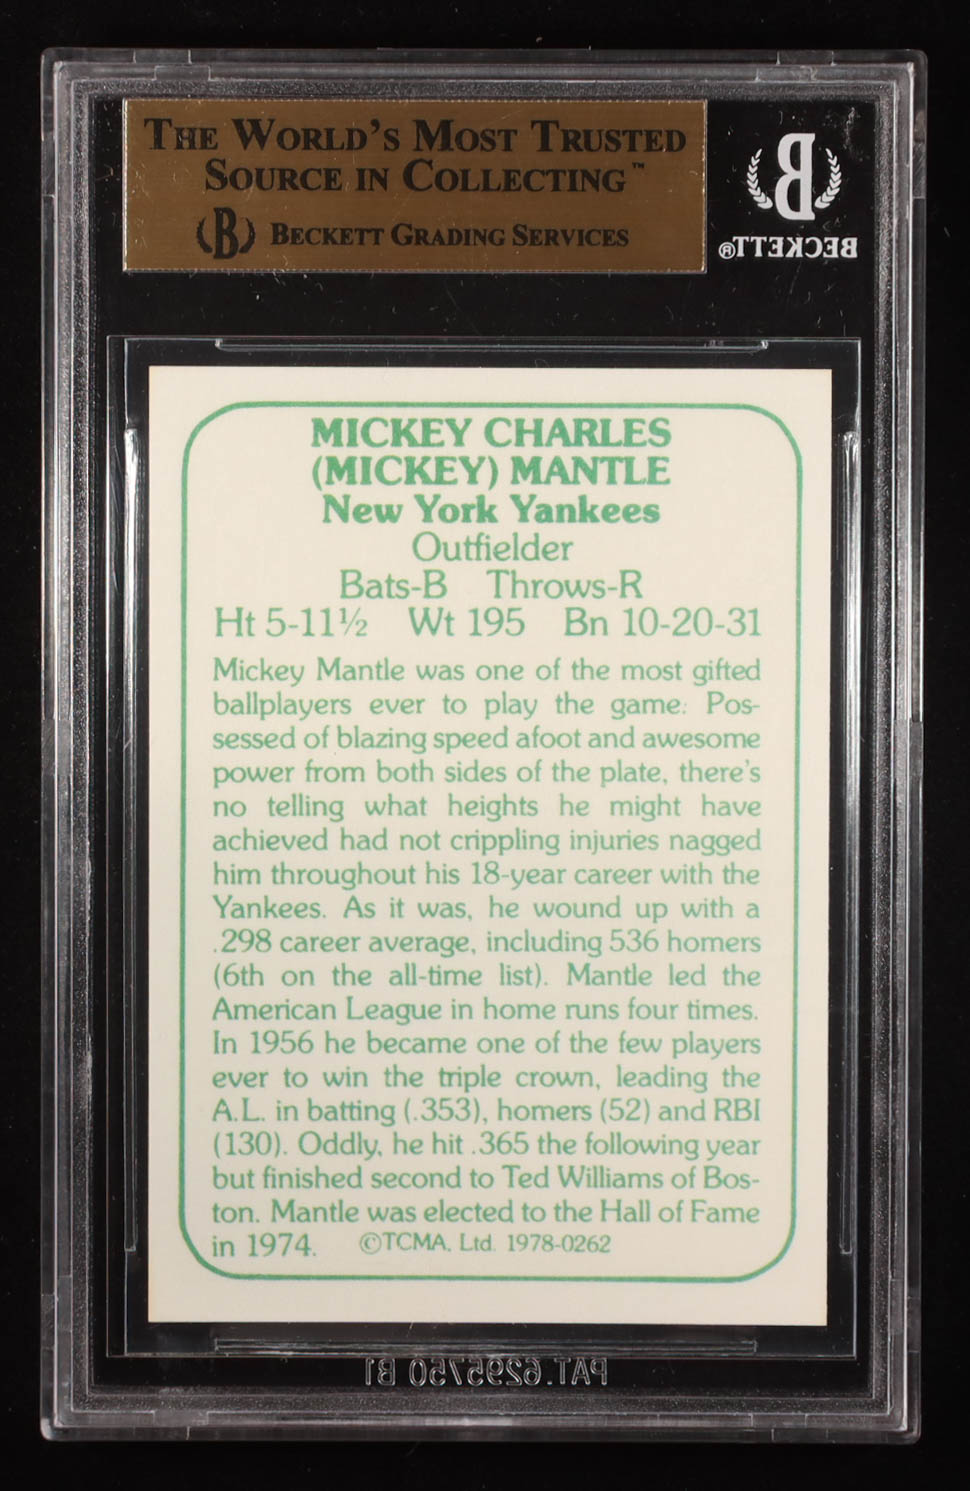 THE WORLD'S MOST TRUSTED
SOURCE IN COLLECTING™
B BECKETT GRADING SERVICES
B
BECKETT®
MICKEY CHARLES
(MICKEY) MANTLE
New York Yankees
Outfielder
Bats-B Throws-R
Ht 5-11½ Wt 195 Bn 10-20-31
Mickey Mantle was one of the most gifted
ballplayers ever to play the game: Pos-
sessed of blazing speed afoot and awesome
power from both sides of the plate, there's
no telling what heights he might have
achieved had not crippling injuries nagged
him throughout his 18-year career with the
Yankees. As it was, he wound up with a
.298 career average, including 536 homers
(6th on the all-time list). Mantle led the
American League in home runs four times.
In 1956 he became one of the few players
ever to win the triple crown, leading the
A.L. in batting (.353), homers (52) and RBI
(130). Oddly, he hit .365 the following year
but finished second to Ted Williams of Bos-
ton. Mantle was elected to the Hall of Fame
in 1974. ©TCMA, Ltd. 1978-0262
PAT.6295750 B1